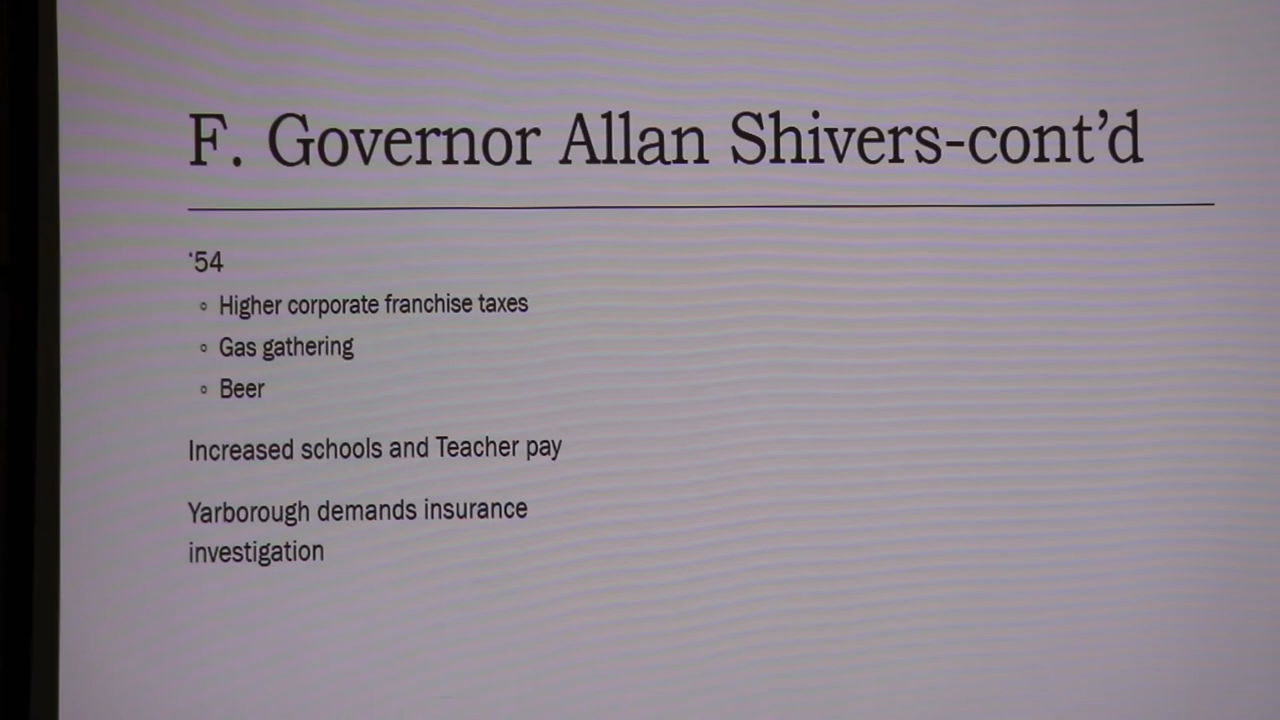 F. Governor Allan Shivers-cont’d
‘54
Higher corporate franchise taxes
Gas gathering
Beer
Increased schools and Teacher pay
Yarborough demands insurance
investigation